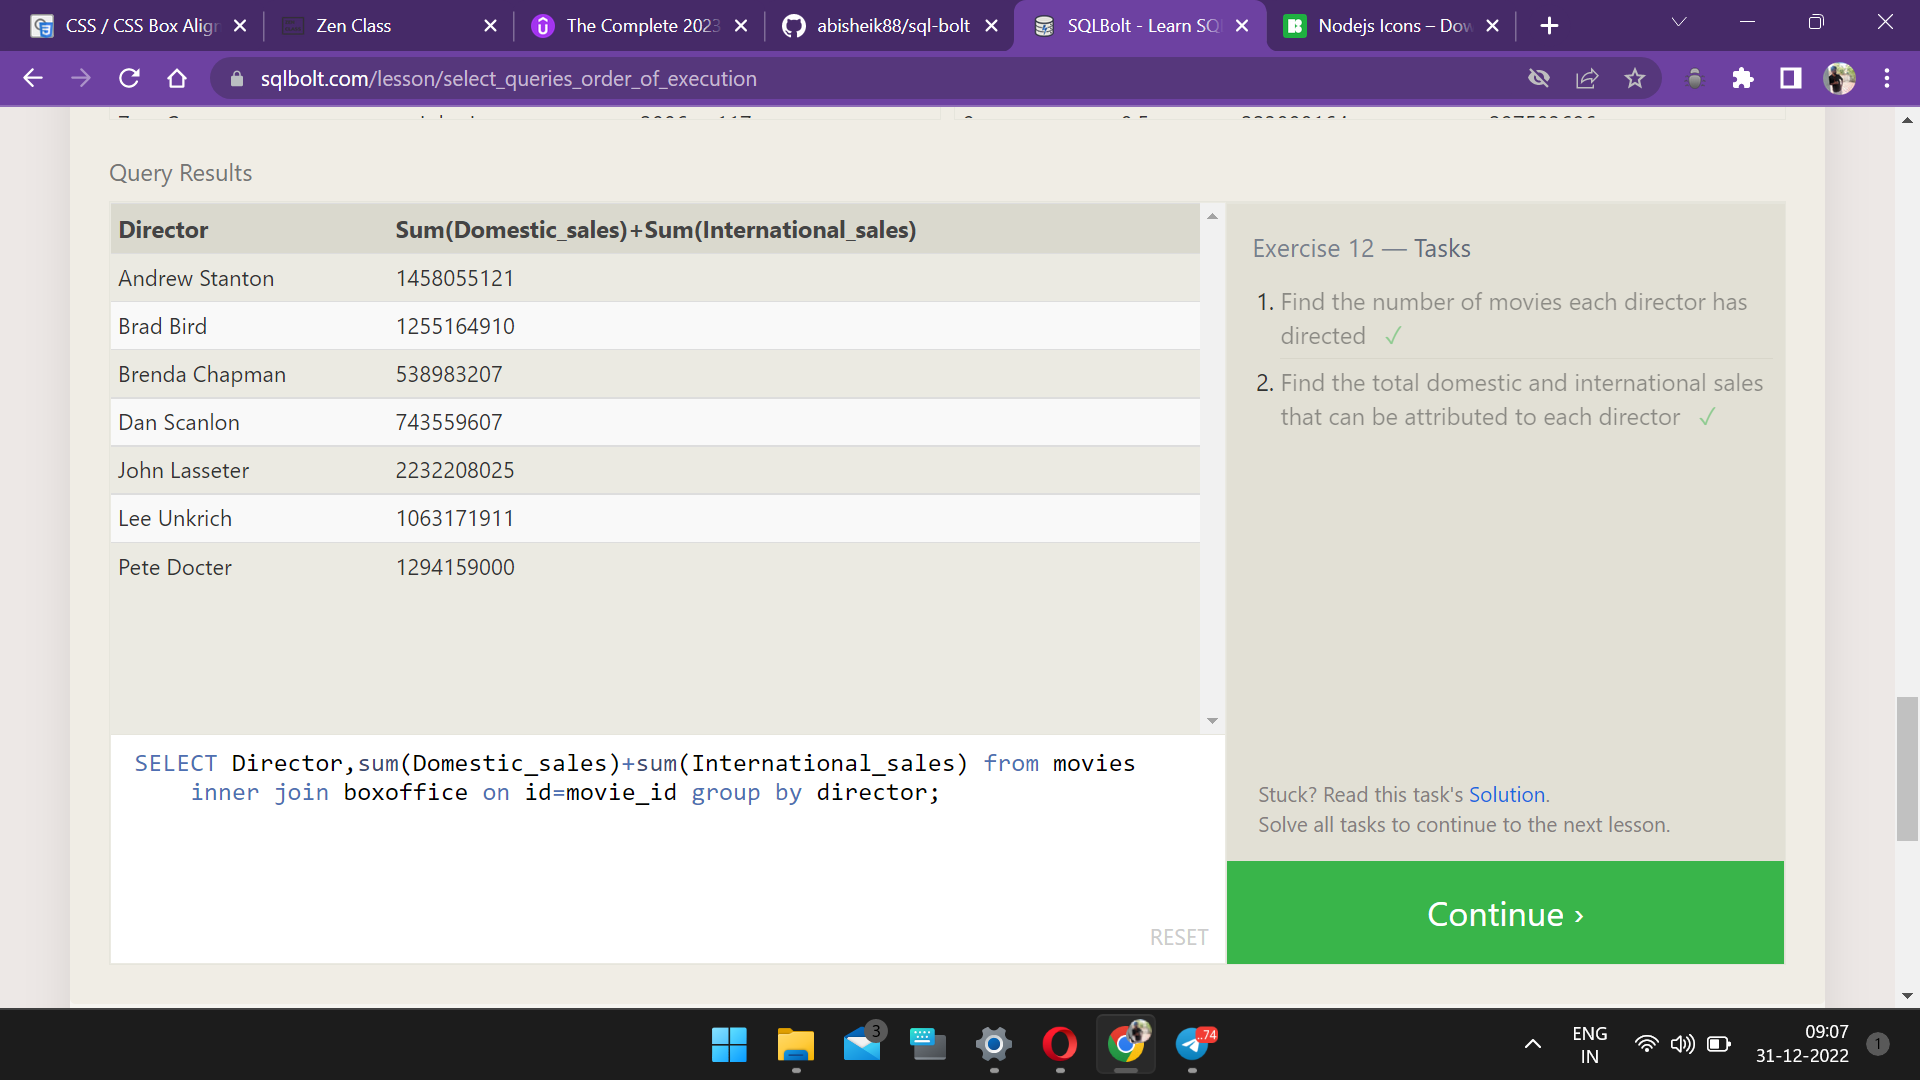 CSS / CSS Box Align
Zen Class
The Complete 2023
abisheik88/sql-bolt
SQLBolt - Learn SQ
Nodejs Icons – Dow
sqlbolt.com/lesson/select_queries_order_of_execution
Query Results
Director Sum(Domestic_sales)+Sum(International_sales)
Andrew Stanton 1458055121
Brad Bird 1255164910
Brenda Chapman 538983207
Dan Scanlon 743559607
John Lasseter 2232208025
Lee Unkrich 1063171911
Pete Docter 1294159000
SELECT Director,sum(Domestic_sales)+sum(International_sales) from movies
inner join boxoffice on id=movie_id group by director;
RESET
Exercise 12 — Tasks
1. Find the number of movies each director has
directed ✓
2. Find the total domestic and international sales
that can be attributed to each director ✓
Stuck? Read this task's Solution.
Solve all tasks to continue to the next lesson.
Continue ›
3
74
ENG
IN
09:07
31-12-2022
1